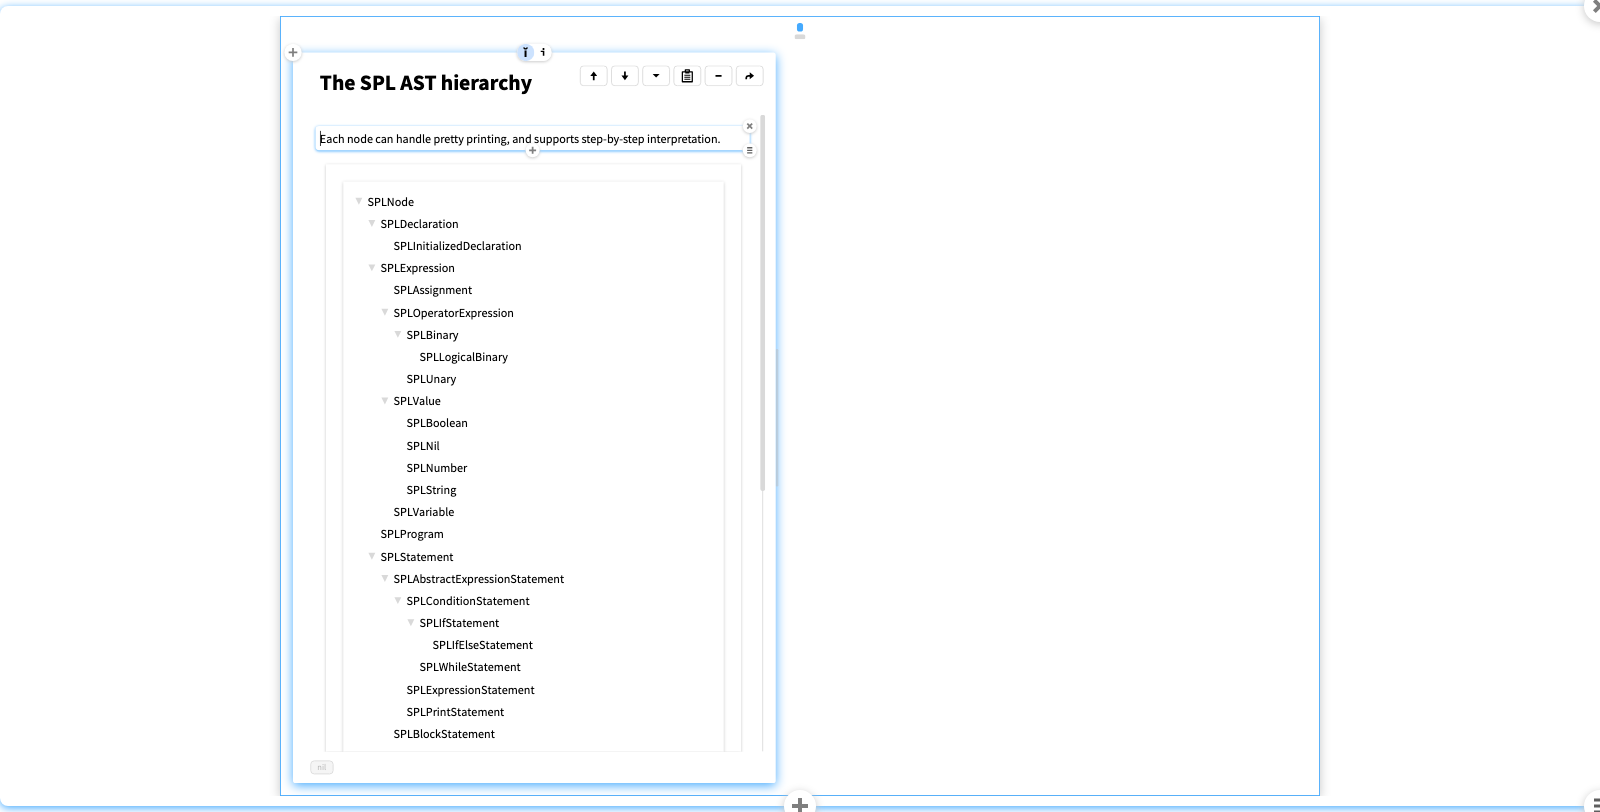 The SPL AST hierarchy
Each node can handle pretty printing, and supports step-by-step interpretation.
SPLNode
SPLDeclaration
SPLInitializedDeclaration
SPLExpression
SPLAssignment
SPLOperatorExpression
SPLBinary
SPLLogicalBinary
SPLUnary
SPLValue
SPLBoolean
SPLNil
SPLNumber
SPLString
SPLVariable
SPLProgram
SPLStatement
SPLAbstractExpressionStatement
SPLConditionStatement
SPLIfStatement
SPLIfElseStatement
SPLWhileStatement
SPLExpressionStatement
SPLPrintStatement
SPLBlockStatement
nil